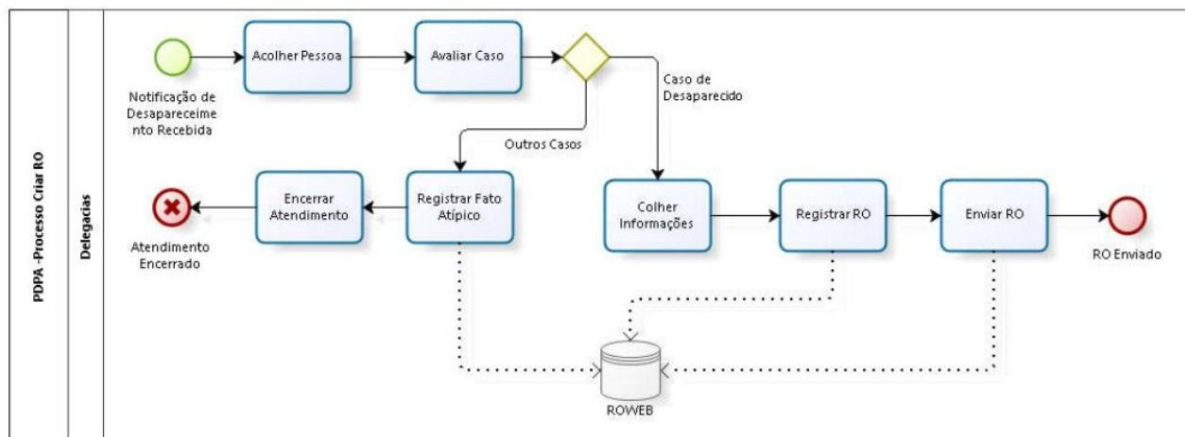 PDPA -Processo Criar RO
Delegacias
Acolher Pessoa
Avaliar Caso
Notificação de
Desapareceime
nto Recebida
Caso de
Desaparecido
Outros Casos
Encerrar
Atendimento
Registrar Fato
Atípico
Atendimento
Encerrado
Colher
Informações
Registrar RO
Enviar RO
RO Enviado
ROWEB